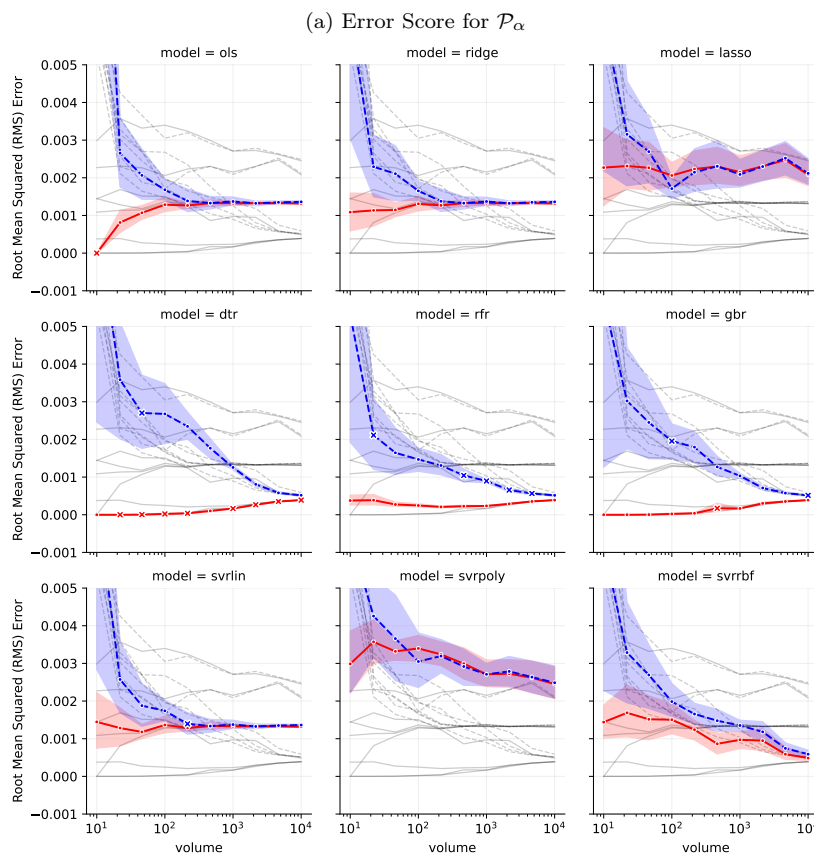 (a) Error Score for 𝒫α
model = ols
model = ridge
model = lasso
Root Mean Squared (RMS) Error
0.005
0.004
0.003
0.002
0.001
0.000
−0.001
model = dtr
model = rfr
model = gbr
Root Mean Squared (RMS) Error
0.005
0.004
0.003
0.002
0.001
0.000
−0.001
model = svrlin
model = svrpoly
model = svrrbf
Root Mean Squared (RMS) Error
0.005
0.004
0.003
0.002
0.001
0.000
−0.001
10¹ 10² 10³ 10⁴
volume
10¹ 10² 10³ 10⁴
volume
10¹ 10² 10³ 10⁴
volume